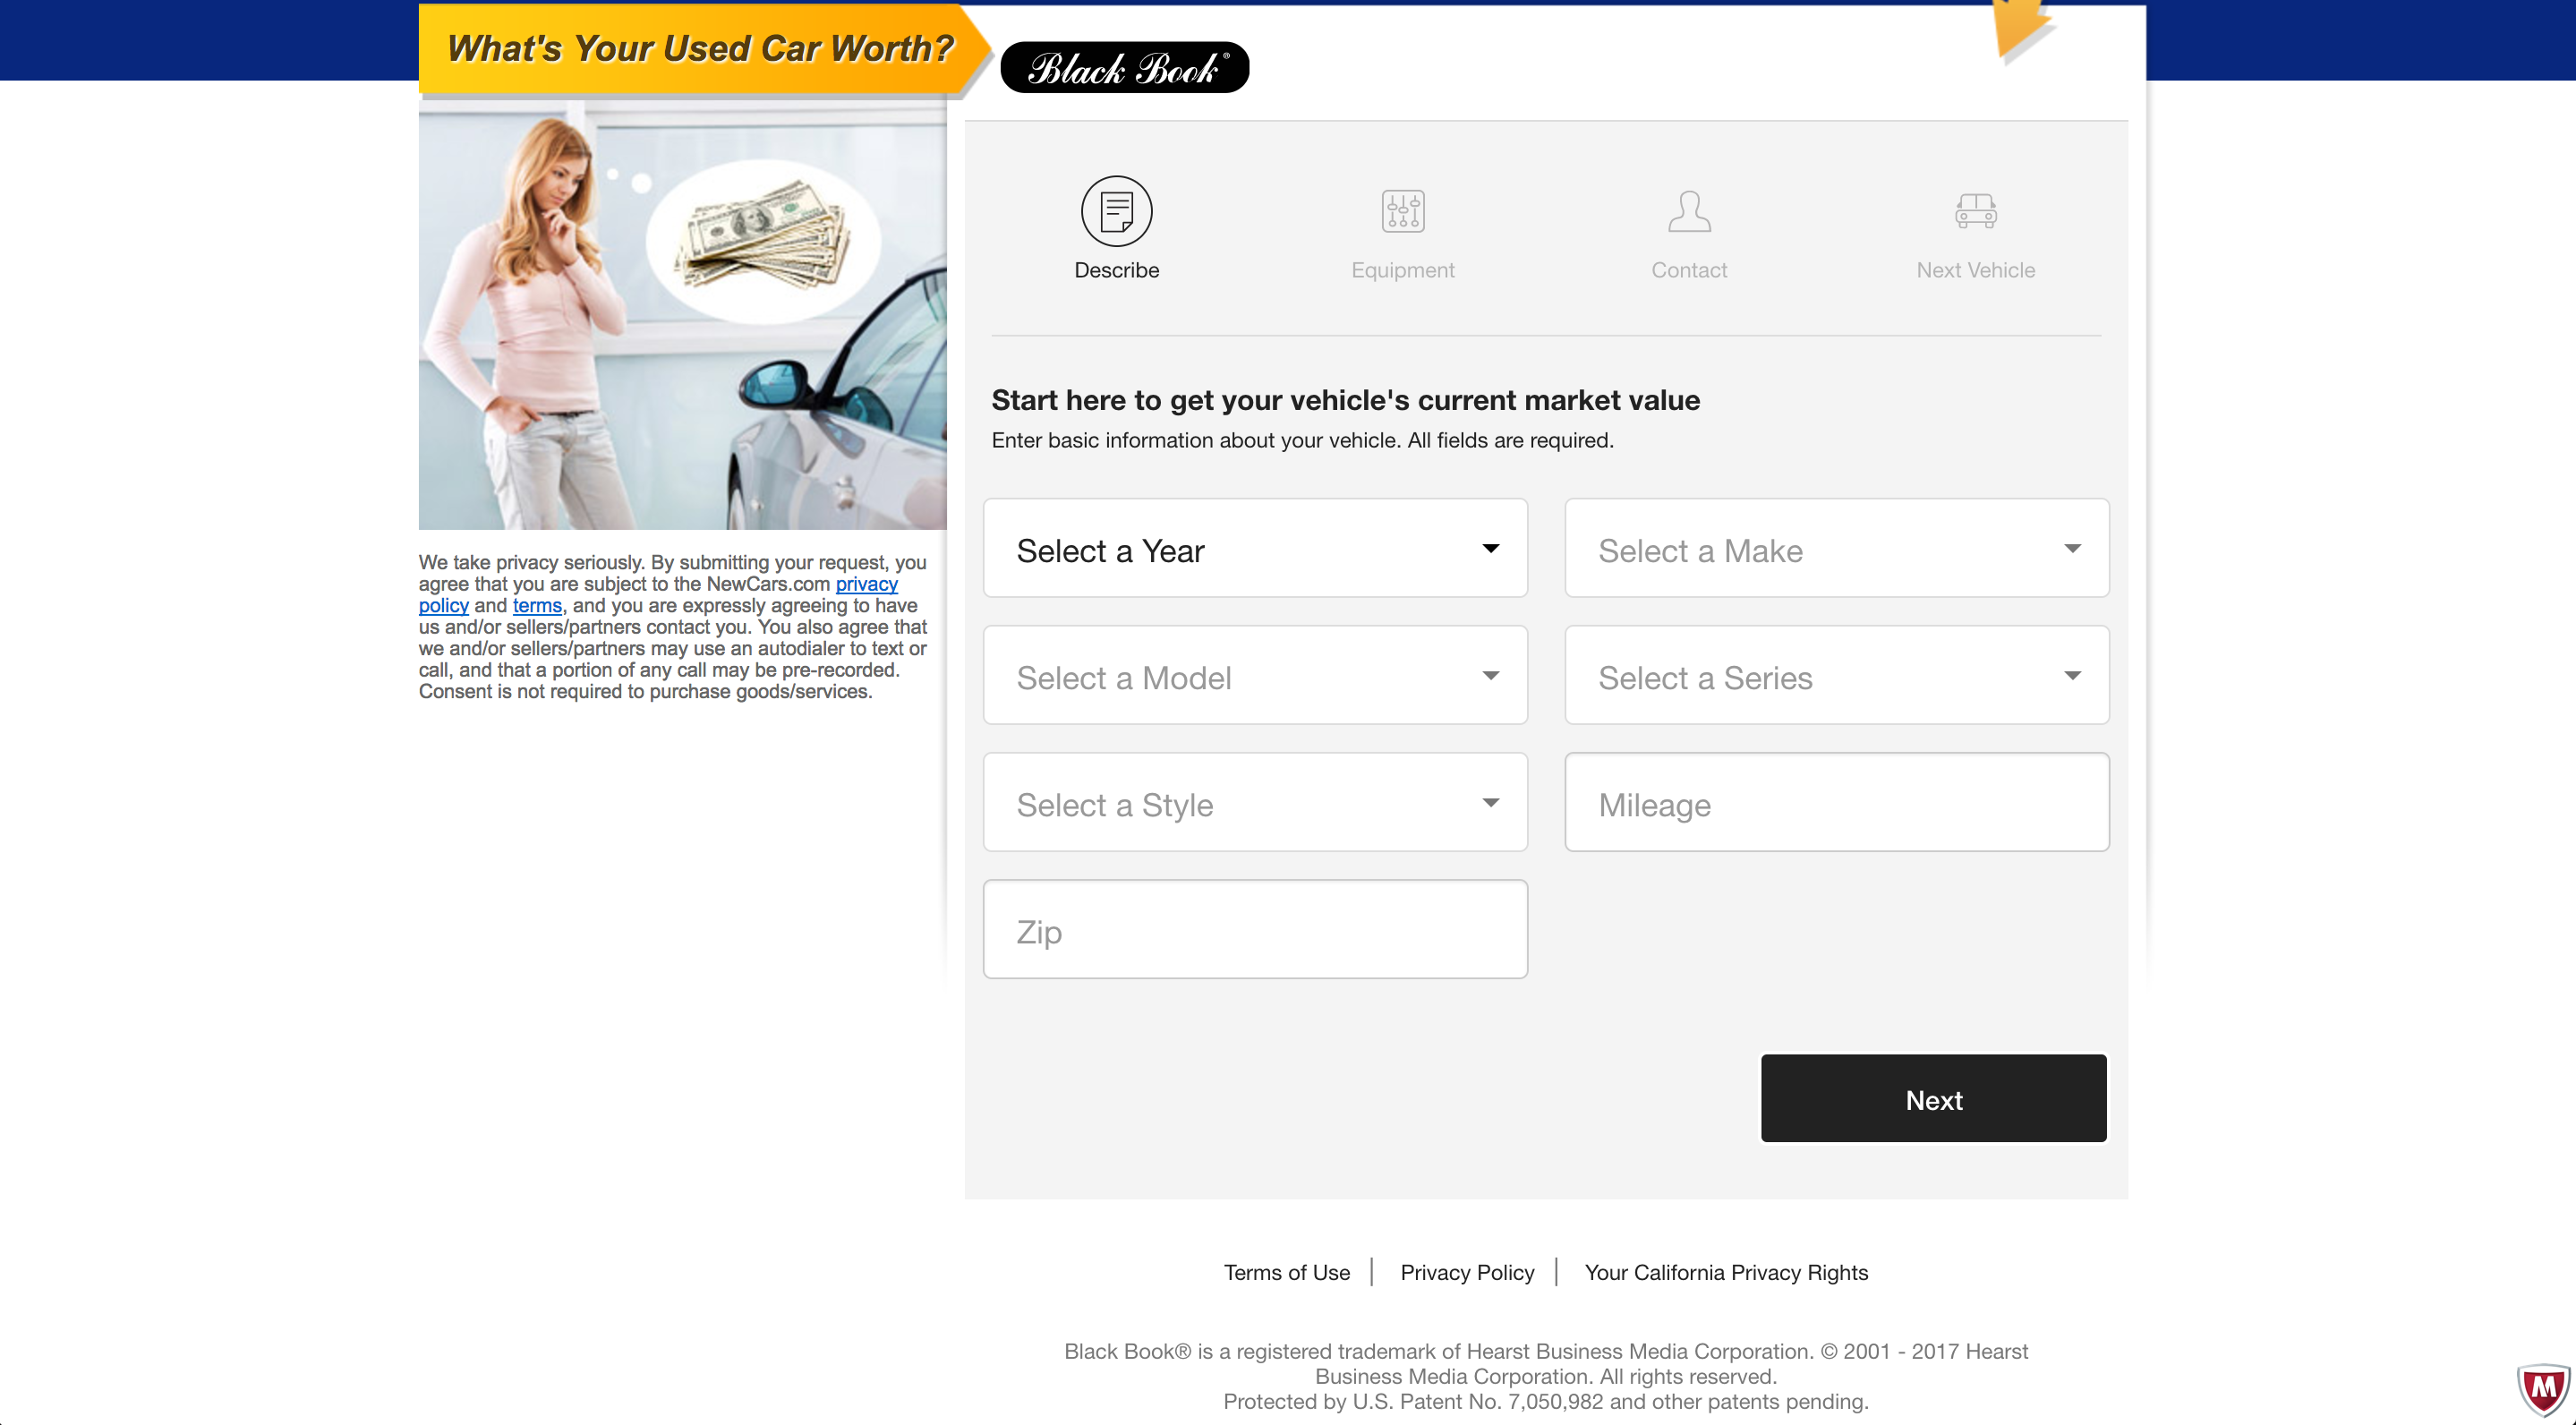 What's Your Used Car Worth?
Black Book®
Describe
Equipment
Contact
Next Vehicle
Start here to get your vehicle's current market value
Enter basic information about your vehicle. All fields are required.
Select a Year
Select a Make
Select a Model
Select a Series
Select a Style
Mileage
Zip
Next
We take privacy seriously. By submitting your request, you
agree that you are subject to the NewCars.com privacy
policy and terms, and you are expressly agreeing to have
us and/or sellers/partners contact you. You also agree that
we and/or sellers/partners may use an autodialer to text or
call, and that a portion of any call may be pre-recorded.
Consent is not required to purchase goods/services.
Terms of Use
Privacy Policy
Your California Privacy Rights
Black Book® is a registered trademark of Hearst Business Media Corporation. © 2001 - 2017 Hearst
Business Media Corporation. All rights reserved.
Protected by U.S. Patent No. 7,050,982 and other patents pending.
M